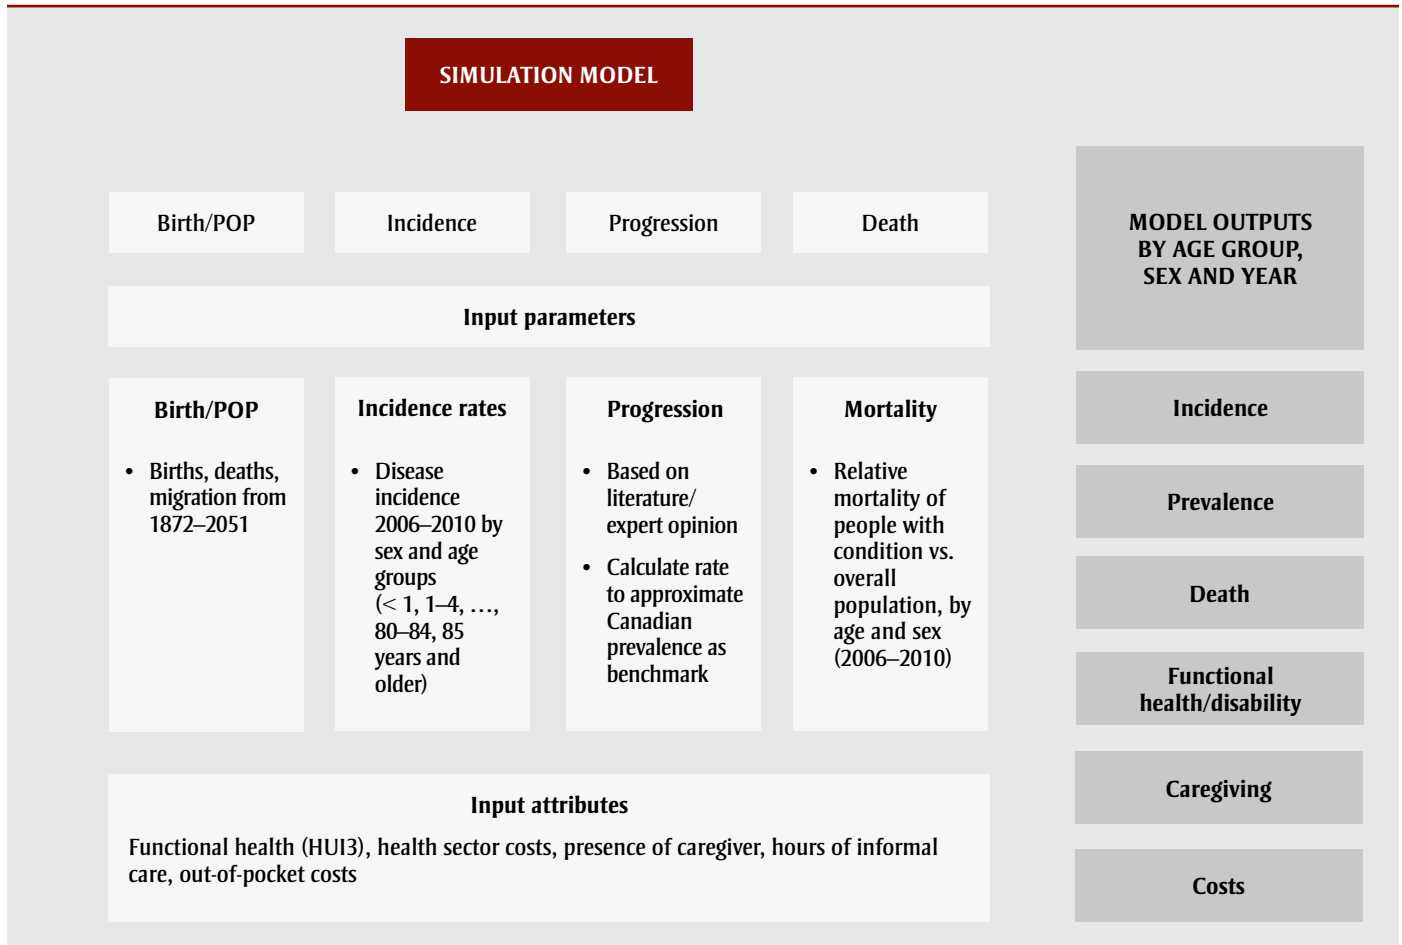 SIMULATION MODEL
Birth/POP
Incidence
Progression
Death
Input parameters
Birth/POP
• Births, deaths,
migration from
1872–2051
Incidence rates
• Disease
incidence
2006–2010 by
sex and age
groups
(< 1, 1–4, …,
80–84, 85
years and
older)
Progression
• Based on
literature/
expert opinion
• Calculate rate
to approximate
Canadian
prevalence as
benchmark
Mortality
• Relative
mortality of
people with
condition vs.
overall
population, by
age and sex
(2006–2010)
Input attributes
Functional health (HUI3), health sector costs, presence of caregiver, hours of informal
care, out-of-pocket costs
MODEL OUTPUTS
BY AGE GROUP,
SEX AND YEAR
Incidence
Prevalence
Death
Functional
health/disability
Caregiving
Costs